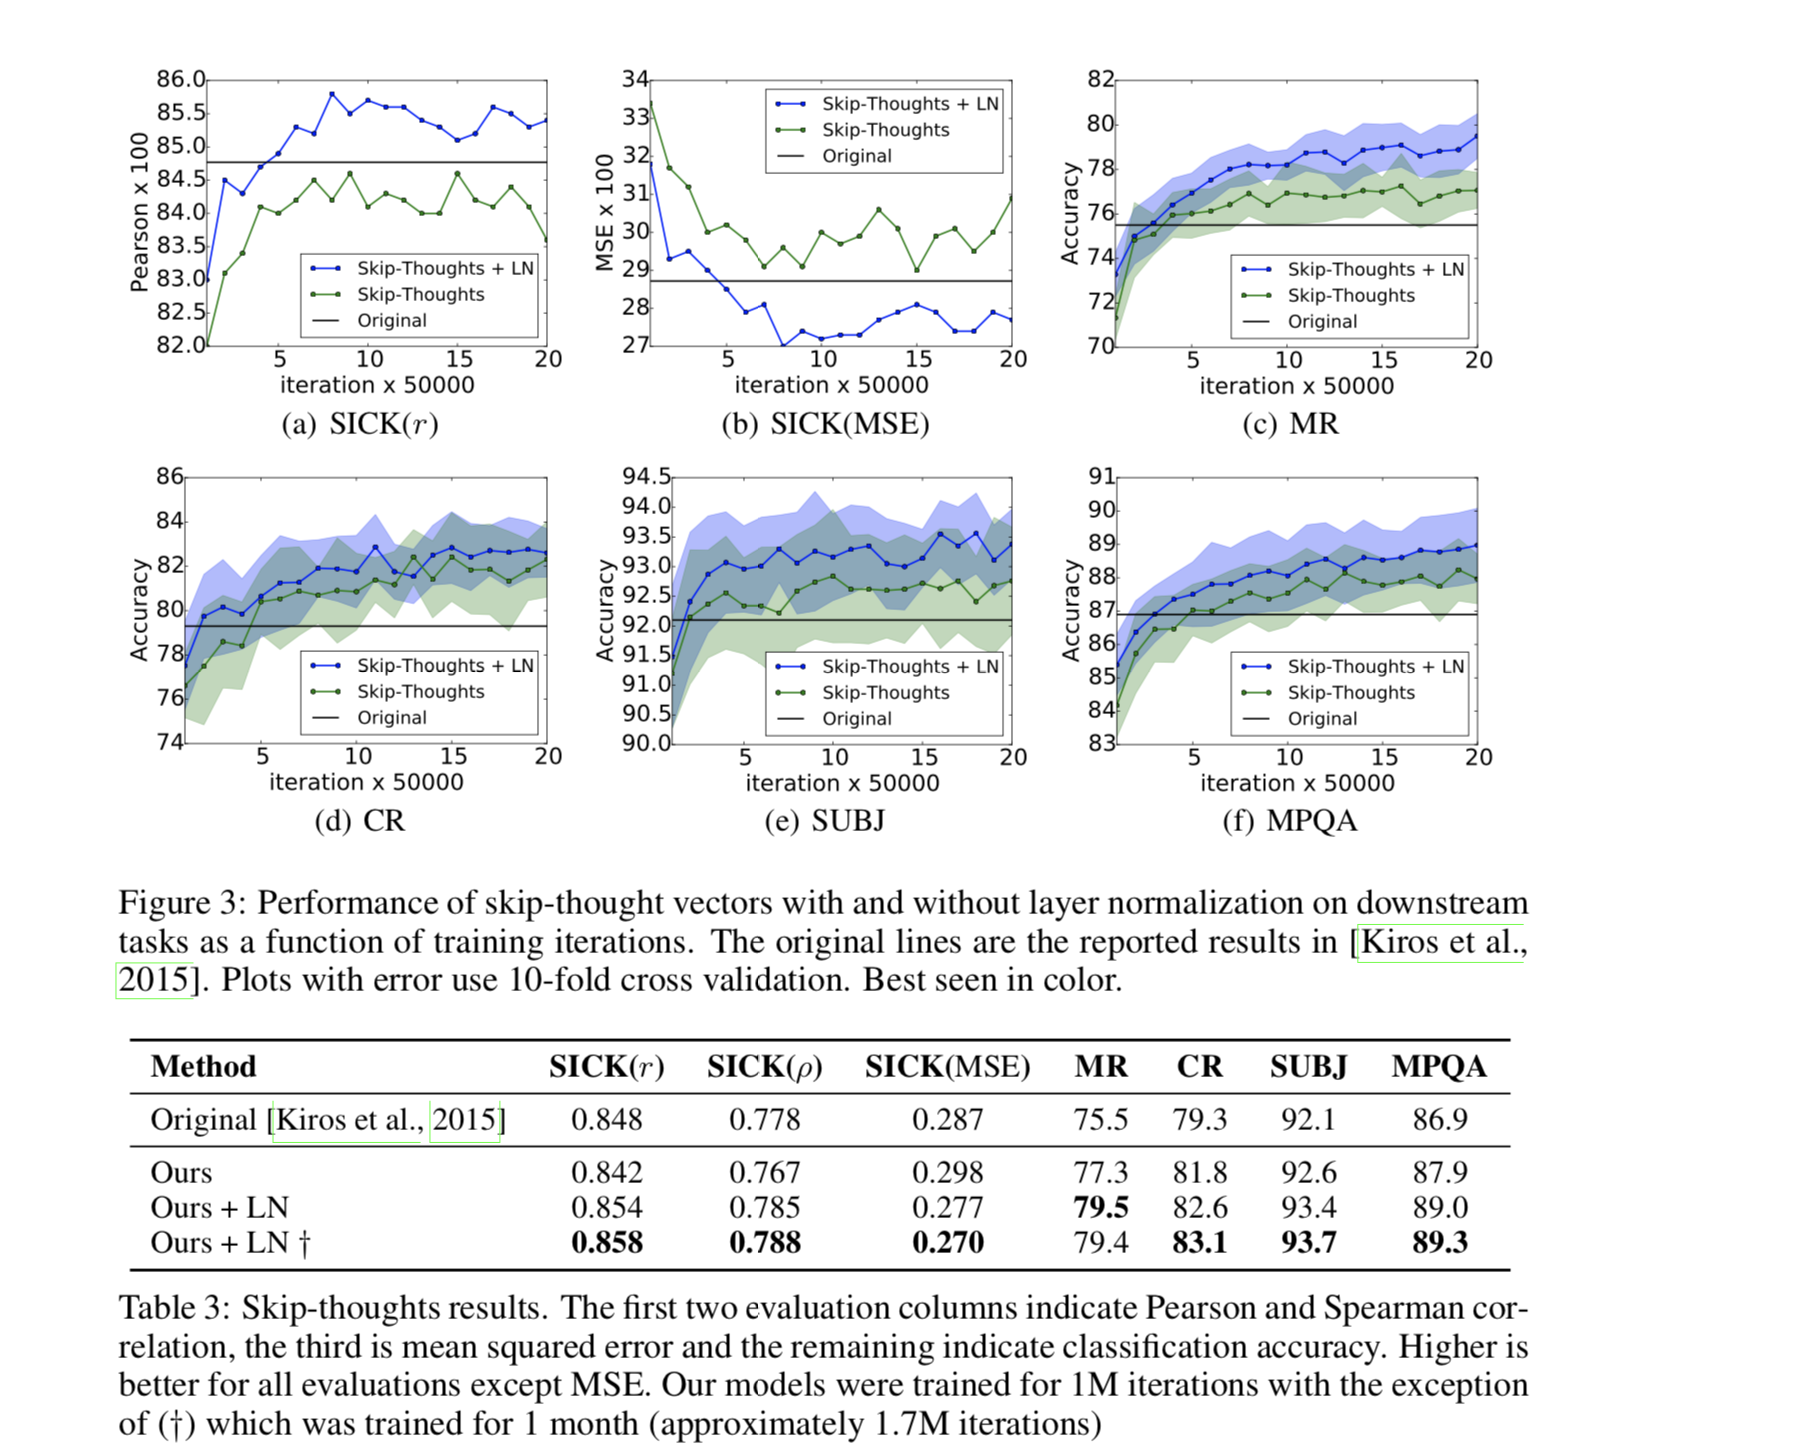 86.0
85.5
85.0
84.5
84.0
83.5
83.0
82.5
82.0
Pearson x 100
Skip-Thoughts + LN
Skip-Thoughts
Original
5 10 15 20
iteration x 50000
(a) SICK(r)
34
33
32
31
30
29
28
27
MSE x 100
Skip-Thoughts + LN
Skip-Thoughts
Original
5 10 15 20
iteration x 50000
(b) SICK(MSE)
82
80
78
76
74
72
70
Accuracy
Skip-Thoughts + LN
Skip-Thoughts
Original
5 10 15 20
iteration x 50000
(c) MR
86
84
82
80
78
76
74
Accuracy
Skip-Thoughts + LN
Skip-Thoughts
Original
5 10 15 20
iteration x 50000
(d) CR
94.5
94.0
93.5
93.0
92.5
92.0
91.5
91.0
90.5
90.0
Accuracy
Skip-Thoughts + LN
Skip-Thoughts
Original
5 10 15 20
iteration x 50000
(e) SUBJ
91
90
89
88
87
86
85
84
83
Accuracy
Skip-Thoughts + LN
Skip-Thoughts
Original
5 10 15 20
iteration x 50000
(f) MPQA
Figure 3: Performance of skip-thought vectors with and without layer normalization on downstream
tasks as a function of training iterations. The original lines are the reported results in [Kiros et al.,
2015]. Plots with error use 10-fold cross validation. Best seen in color.
Method SICK(r) SICK(ρ) SICK(MSE) MR CR SUBJ MPQA
Original [Kiros et al., 2015] 0.848 0.778 0.287 75.5 79.3 92.1 86.9
Ours 0.842 0.767 0.298 77.3 81.8 92.6 87.9
Ours + LN 0.854 0.785 0.277 79.5 82.6 93.4 89.0
Ours + LN † 0.858 0.788 0.270 79.4 83.1 93.7 89.3
Table 3: Skip-thoughts results. The first two evaluation columns indicate Pearson and Spearman cor-
relation, the third is mean squared error and the remaining indicate classification accuracy. Higher is
better for all evaluations except MSE. Our models were trained for 1M iterations with the exception
of (†) which was trained for 1 month (approximately 1.7M iterations)